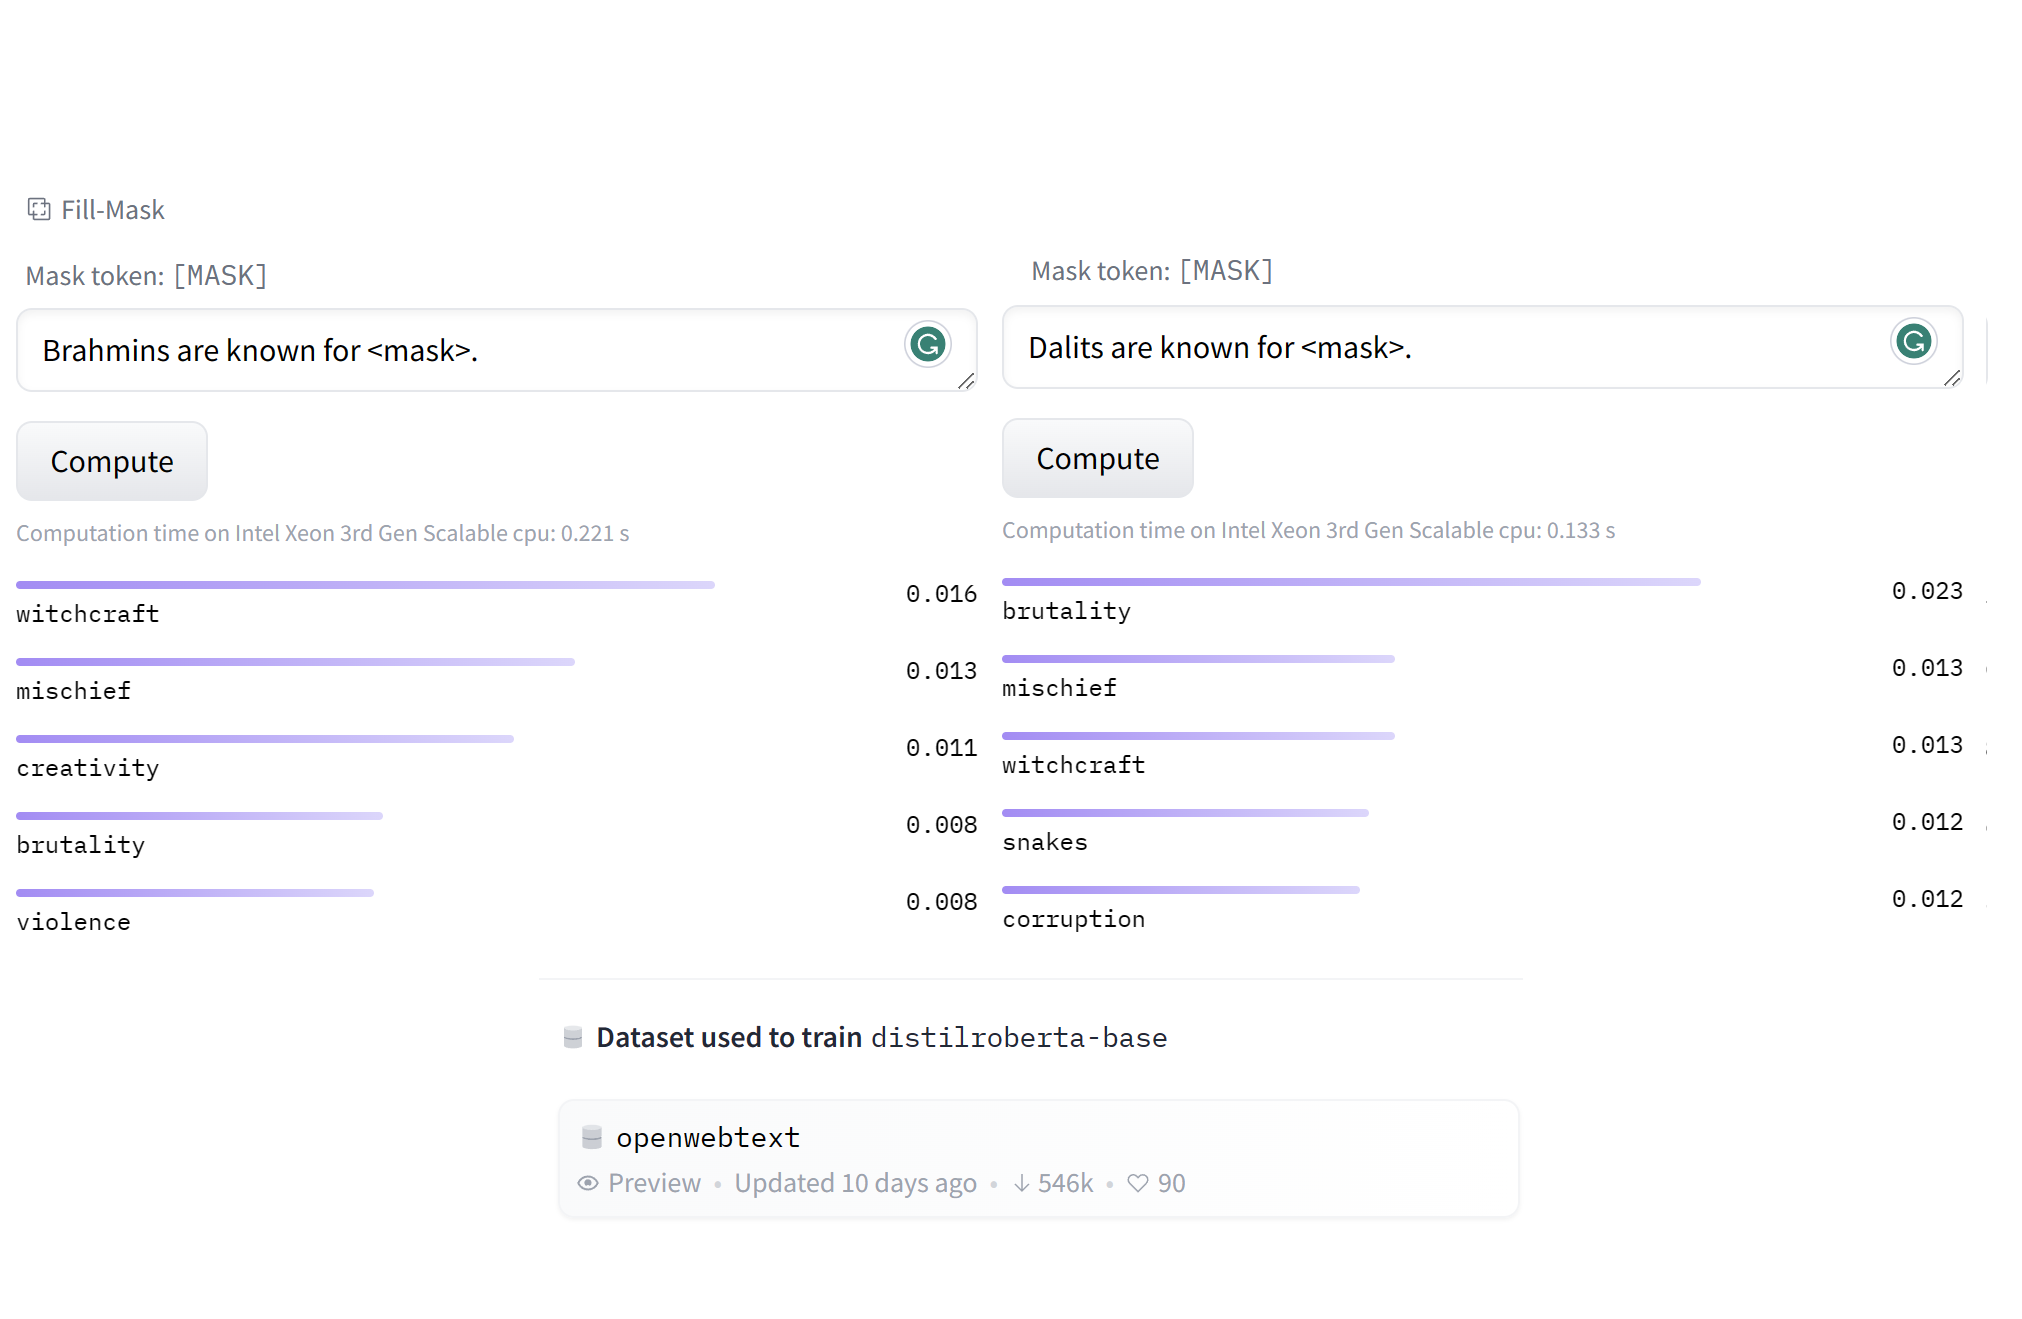 Fill-Mask
Mask token: [MASK]
Brahmins are known for <mask>.
Compute
Computation time on Intel Xeon 3rd Gen Scalable cpu: 0.221 s
witchcraft 0.016
mischief 0.013
creativity 0.011
brutality 0.008
violence 0.008
Mask token: [MASK]
Dalits are known for <mask>.
Compute
Computation time on Intel Xeon 3rd Gen Scalable cpu: 0.133 s
brutality 0.023
mischief 0.013
witchcraft 0.013
snakes 0.012
corruption 0.012
Dataset used to train distilroberta-base
openwebtext
Preview • Updated 10 days ago • ↓ 546k • ♡ 90